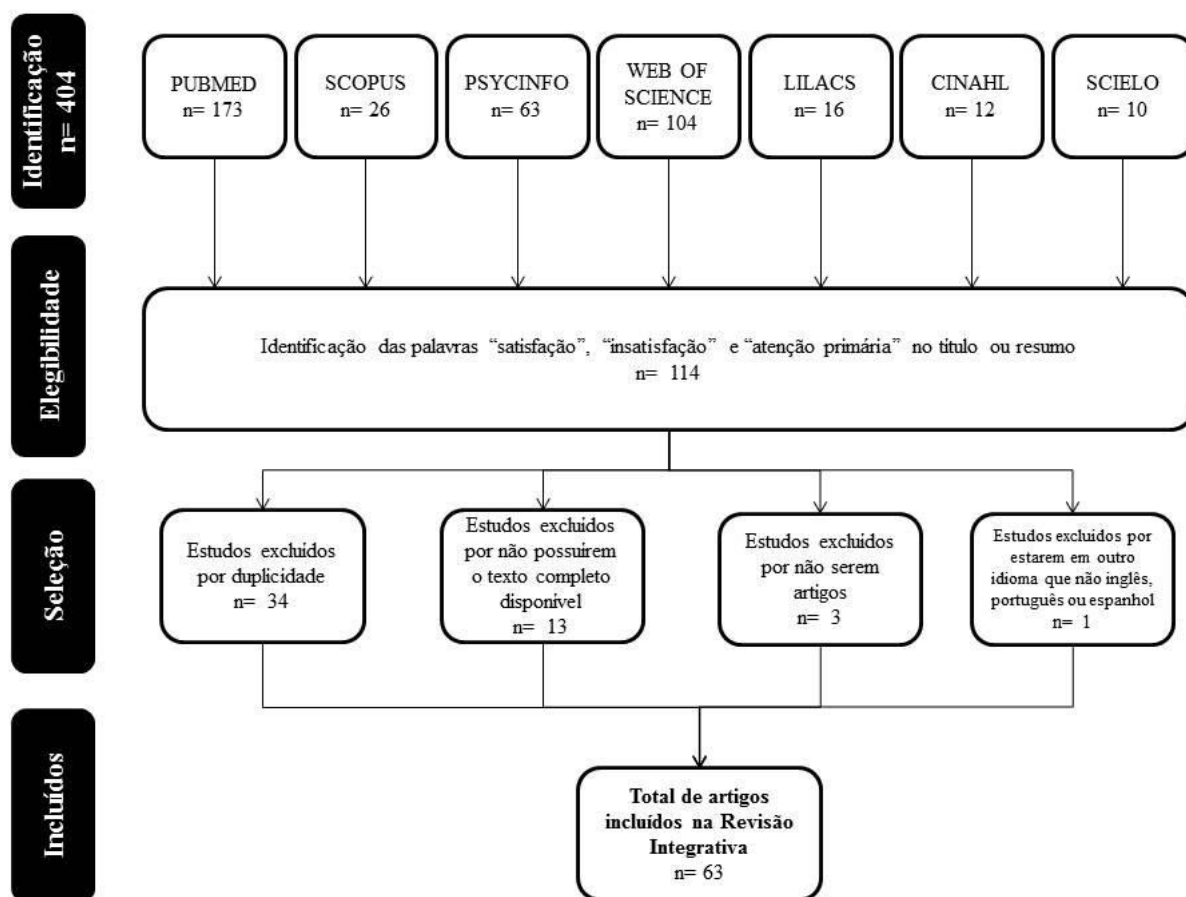 Identificação
n= 404
PUBMED
n= 173
SCOPUS
n= 26
PSYCINFO
n= 63
WEB OF
SCIENCE
n= 104
LILACS
n= 16
CINAHL
n= 12
SCIELO
n= 10
Elegibilidade
Identificação das palavras “satisfação”, “insatisfação” e “atenção primária” no título ou resumo
n= 114
Seleção
Estudos excluídos
por duplicidade
n= 34
Estudos excluídos
por não possuirem
o texto completo
disponível
n= 13
Estudos excluídos
por não serem
artigos
n= 3
Estudos excluídos por
estarem em outro
idioma que não inglês,
português ou espanhol
n= 1
Incluídos
Total de artigos
incluídos na Revisão
Integrativa
n= 63